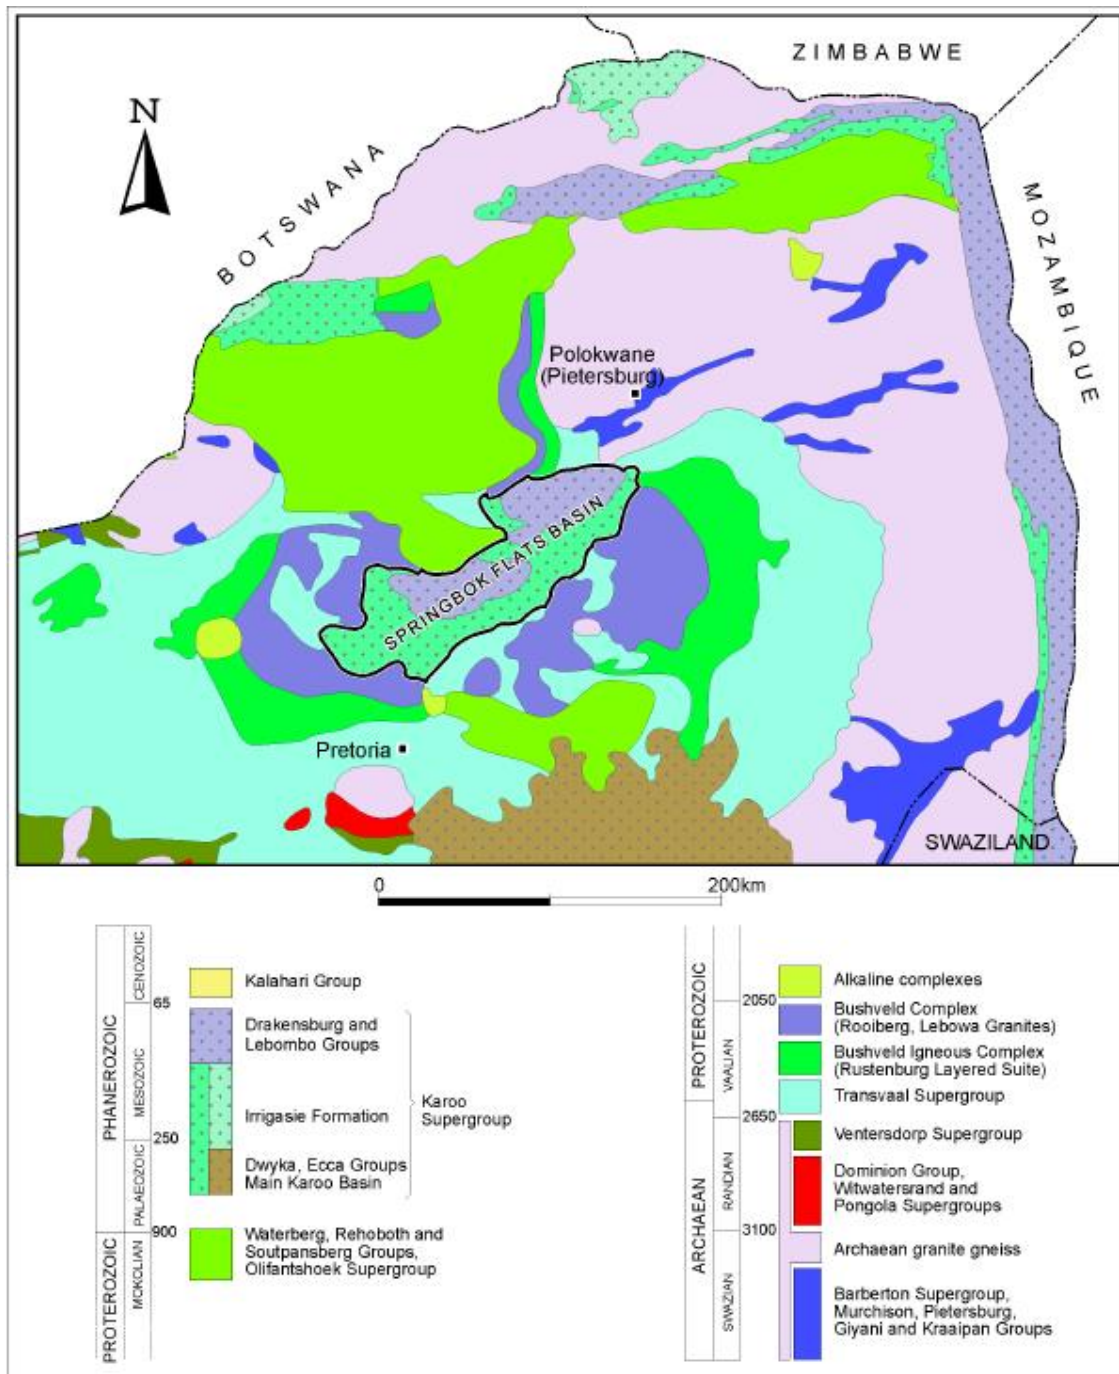 ZIMBABWE
N
BOTSWANA
MOZAMBIQUE
Polokwane
(Pietersburg)
SPRINGBOK FLATS BASIN
Pretoria
SWAZILAND
0 200km
PHANEROZOIC
CENOZOIC
65
MESOZOIC
250
PALAEOZOIC
900
PROTEROZOIC
MOKOLIAN
Kalahari Group
Drakensburg and
Lebombo Groups
Irrigasie Formation
Karoo
Supergroup
Dwyka, Ecca Groups
Main Karoo Basin
Waterberg, Rehoboth and
Soutpansberg Groups,
Olifantshoek Supergroup
PROTEROZOIC
2050
VAALIAN
2650
ARCHAEAN
RANDIAN
3100
SWAZIAN
Alkaline complexes
Bushveld Complex
(Rooiberg, Lebowa Granites)
Bushveld Igneous Complex
(Rustenburg Layered Suite)
Transvaal Supergroup
Ventersdorp Supergroup
Dominion Group,
Witwatersrand and
Pongola Supergroups
Archaean granite gneiss
Barberton Supergroup,
Murchison, Pietersburg,
Giyani and Kraaipan Groups